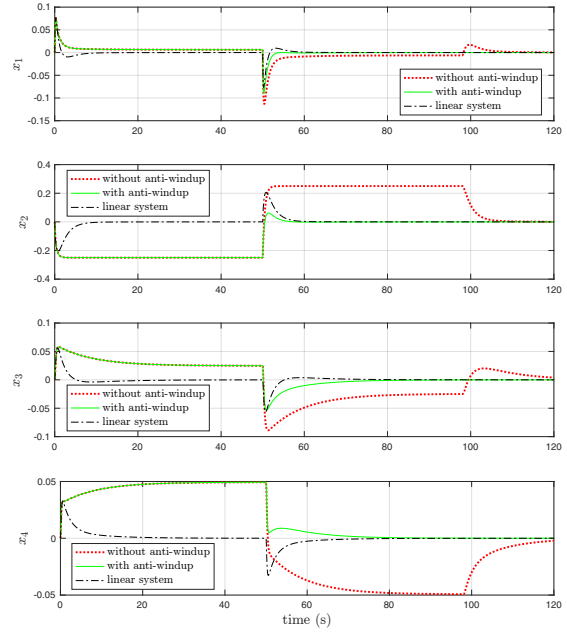 0.1
0.05
0
-0.05
-0.1
-0.15
x₁
without anti-windup
with anti-windup
linear system
0 20 40 60 80 100 120
0.4
0.2
0
-0.2
-0.4
x₂
without anti-windup
with anti-windup
linear system
0 20 40 60 80 100 120
0.1
0.05
0
-0.05
-0.1
x₃
without anti-windup
with anti-windup
linear system
0 20 40 60 80 100 120
0.05
0
-0.05
x₄
without anti-windup
with anti-windup
linear system
0 20 40 60 80 100 120
time (s)